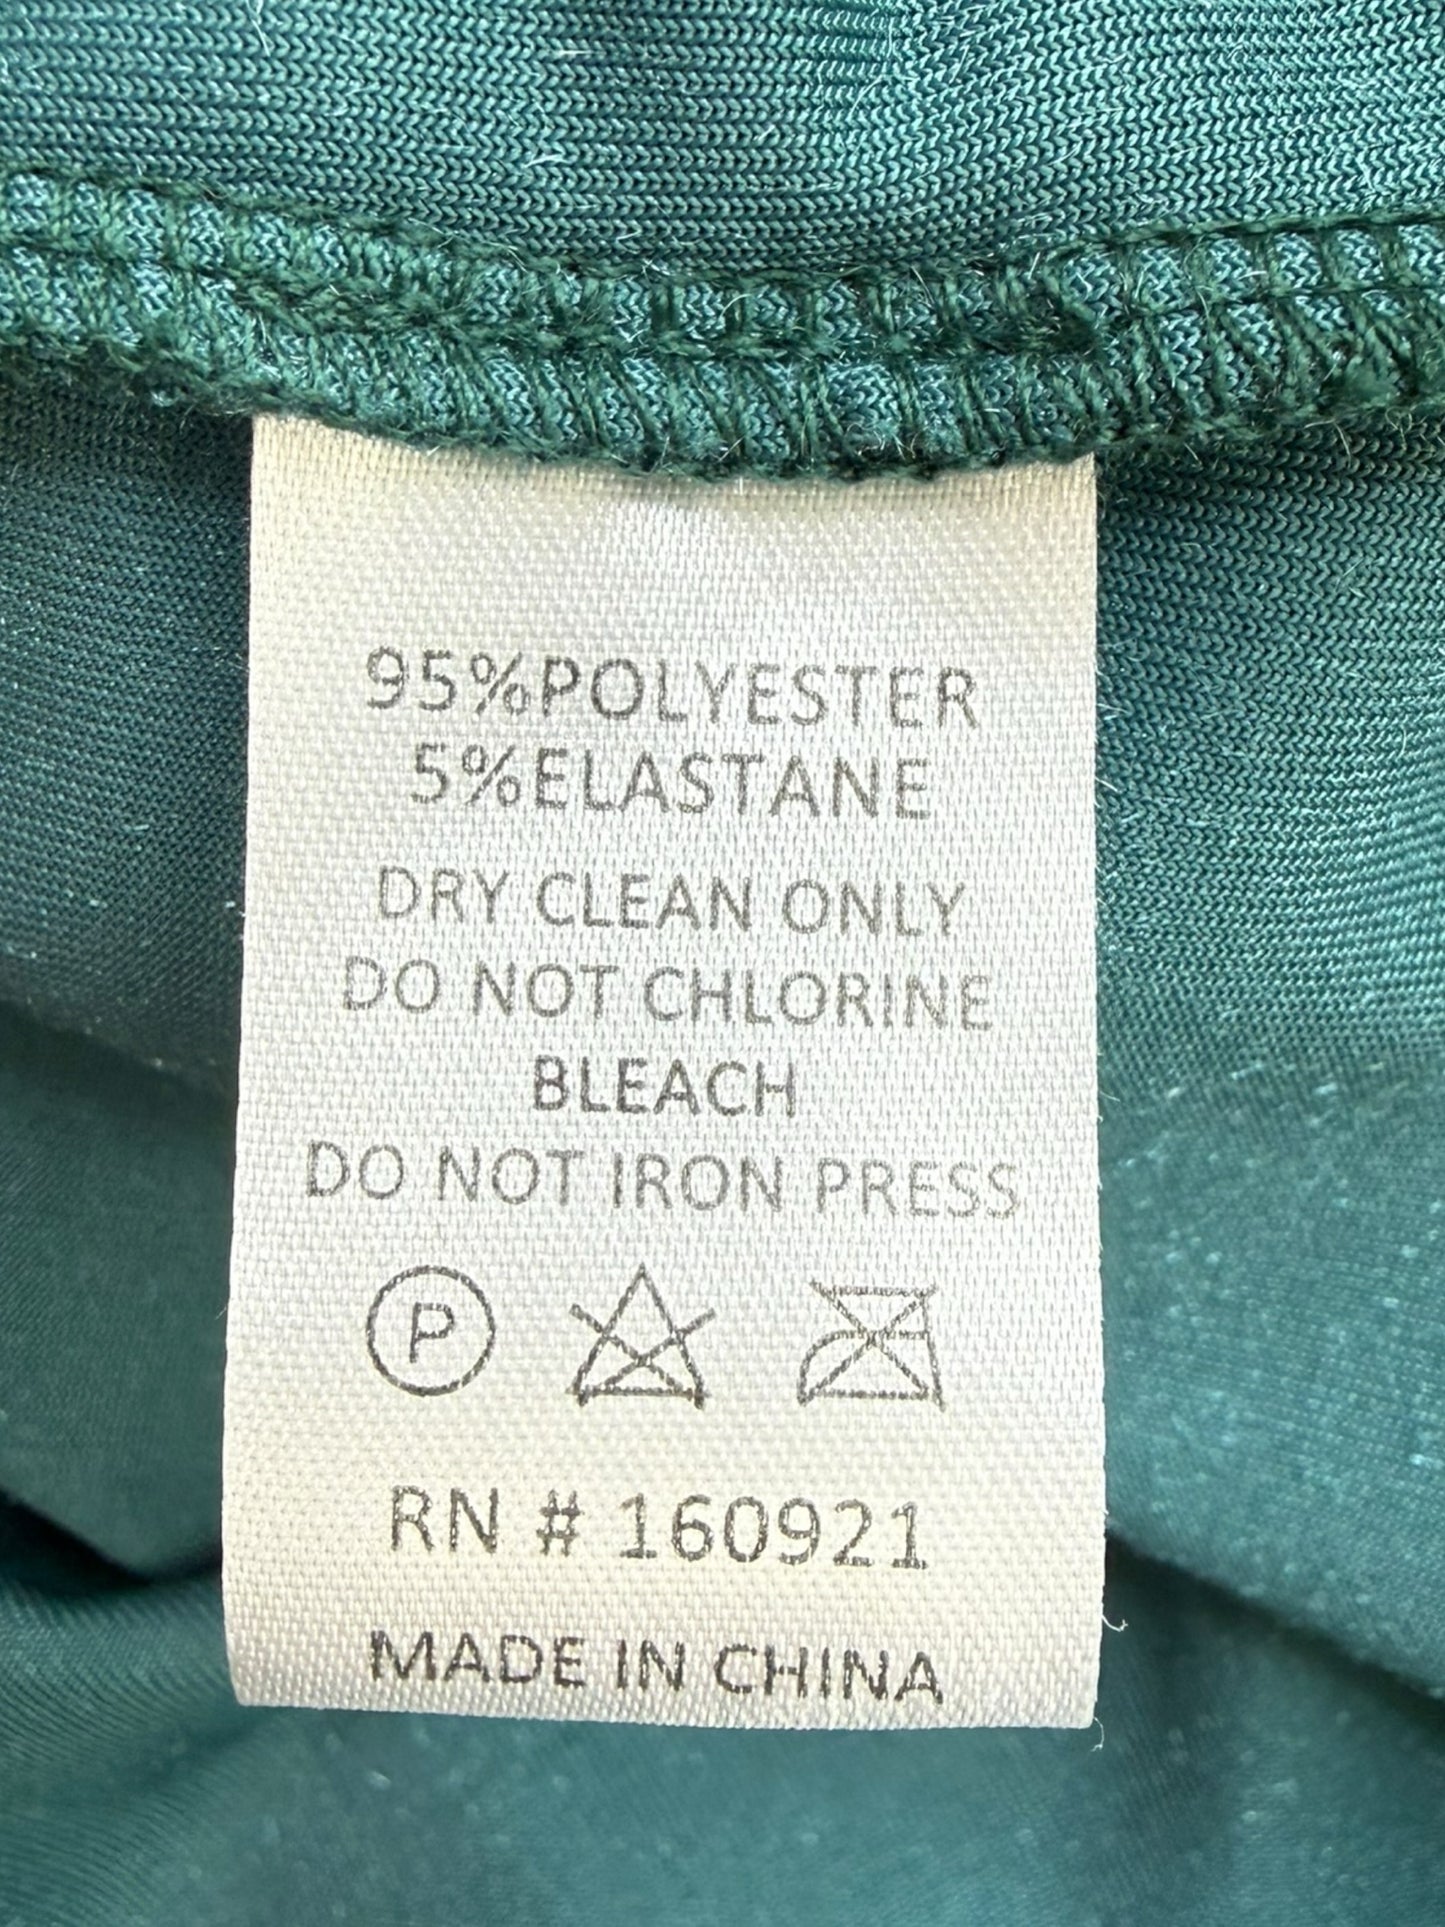 95%POLYESTER
5%ELASTANE
DRY CLEAN ONLY
DO NOT CHLORINE
BLEACH
DO NOT IRON PRESS
P
RN # 160921
MADE IN CHINA